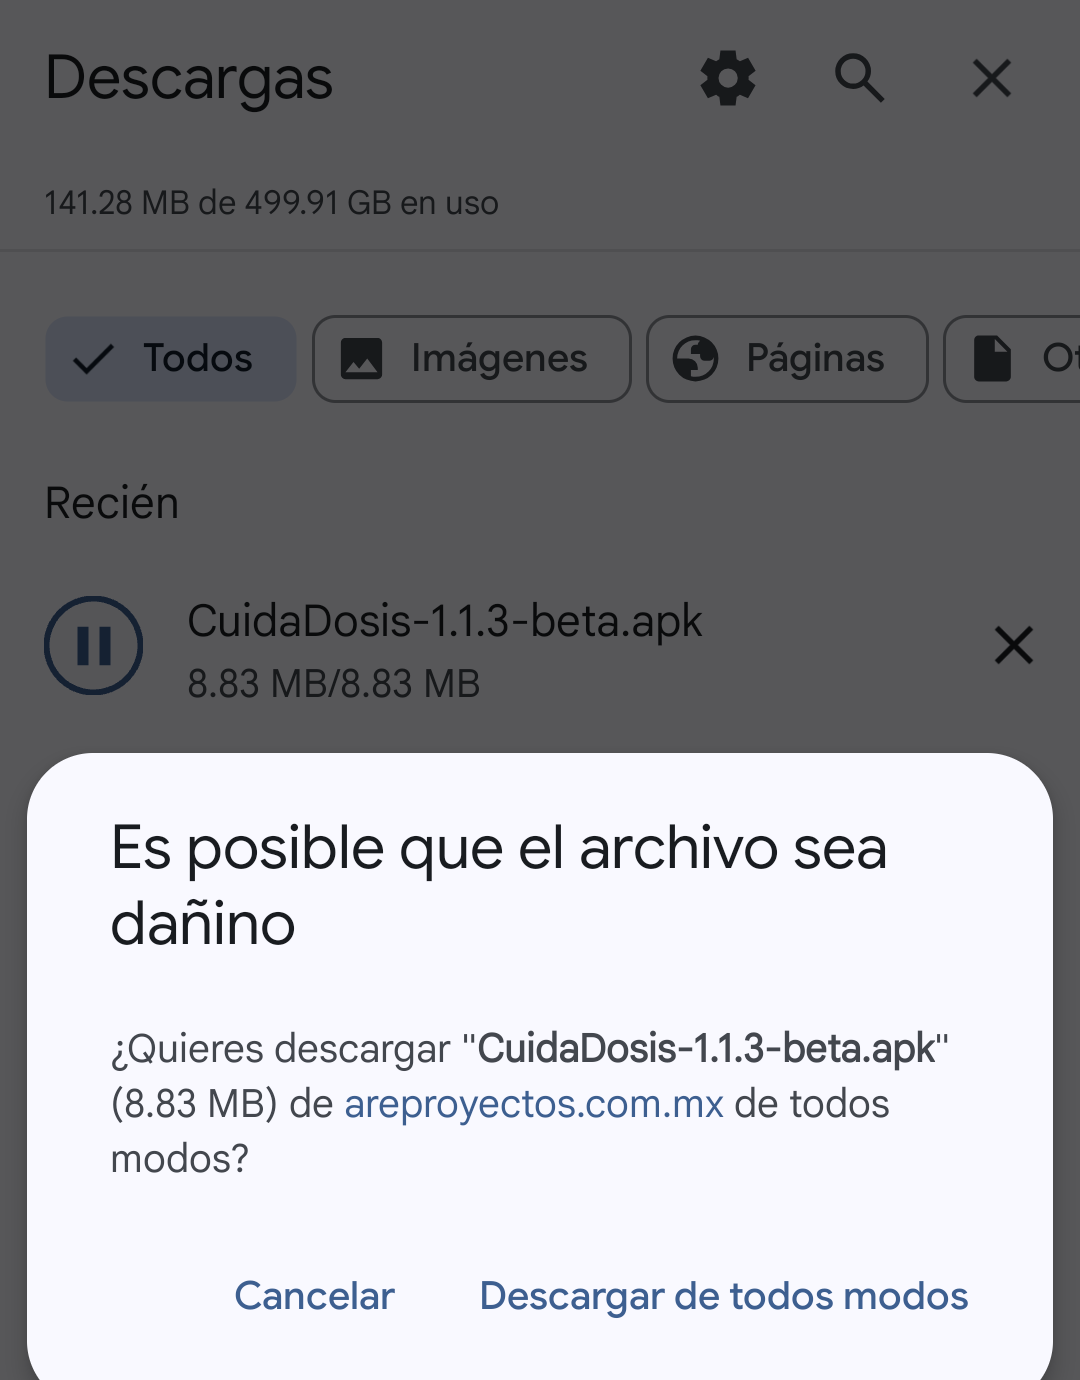 Descargas
141.28 MB de 499.91 GB en uso
Todos
Imágenes
Páginas
Recién
CuidaDosis-1.1.3-beta.apk
8.83 MB/8.83 MB
Es posible que el archivo sea
dañino
¿Quieres descargar "CuidaDosis-1.1.3-beta.apk"
(8.83 MB) de areproyectos.com.mx de todos
modos?
Cancelar
Descargar de todos modos